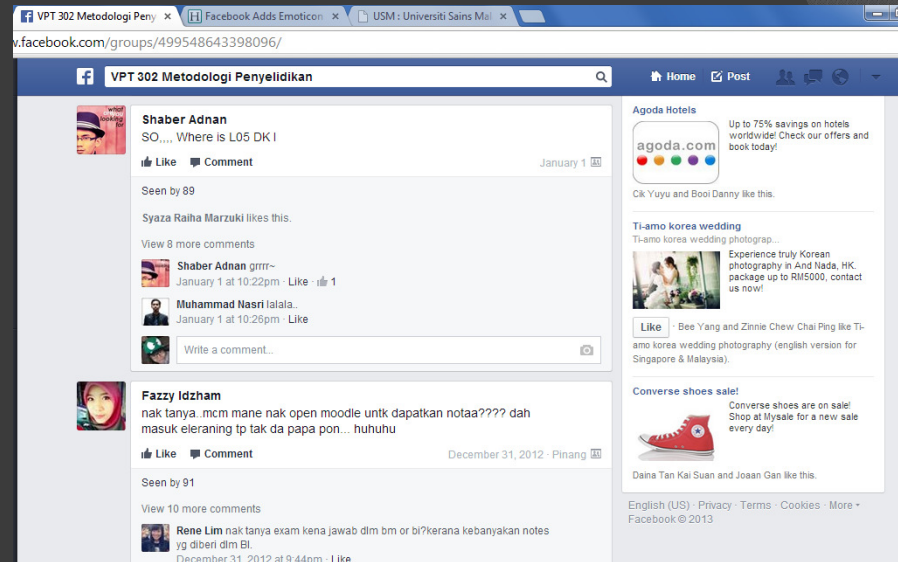 VPT 302 Metodologi Peny
Facebook Adds Emoticon
USM : Universiti Sains Mal
.facebook.com/groups/499548643398096/
VPT 302 Metodologi Penyelidikan
Home
Post
what
looking
for
Shaber Adnan
SO,,,, Where is L05 DK I
Like Comment
January 1
Seen by 89
Syaza Raiha Marzuki likes this.
View 8 more comments
Shaber Adnan grrrr~
January 1 at 10:22pm · Like · 1
Muhammad Nasri lalala..
January 1 at 10:26pm · Like
Write a comment...
Fazzy Idzham
nak tanya..mcm mane nak open moodle untk dapatkan notaa???? dah
masuk eleraning tp tak da papa pon... huhuhu
Like Comment
December 31, 2012 · Pinang
Seen by 91
View 10 more comments
Rene Lim nak tanya exam kena jawab dlm bm or bi?kerana kebanyakan notes
yg diberi dlm BI.
December 31, 2012 at 9:44pm · Like
Agoda Hotels
agoda.com
Up to 75% savings on hotels
worldwide! Check our offers and
book today!
Cik Yuyu and Booi Danny like this.
Ti-amo korea wedding
Ti-amo korea wedding photograp...
Experience truly Korean
photography in And Nada, HK.
package up to RM5000, contact
us now!
Like · Bee Yang and Zinnie Chew Chai Ping like Ti-
amo korea wedding photography (english version for
Singapore & Malaysia).
Converse shoes sale!
Converse shoes are on sale!
Shop at Mysale for a new sale
every day!
Daina Tan Kai Suan and Joaan Gan like this.
English (US) · Privacy · Terms · Cookies · More
Facebook © 2013